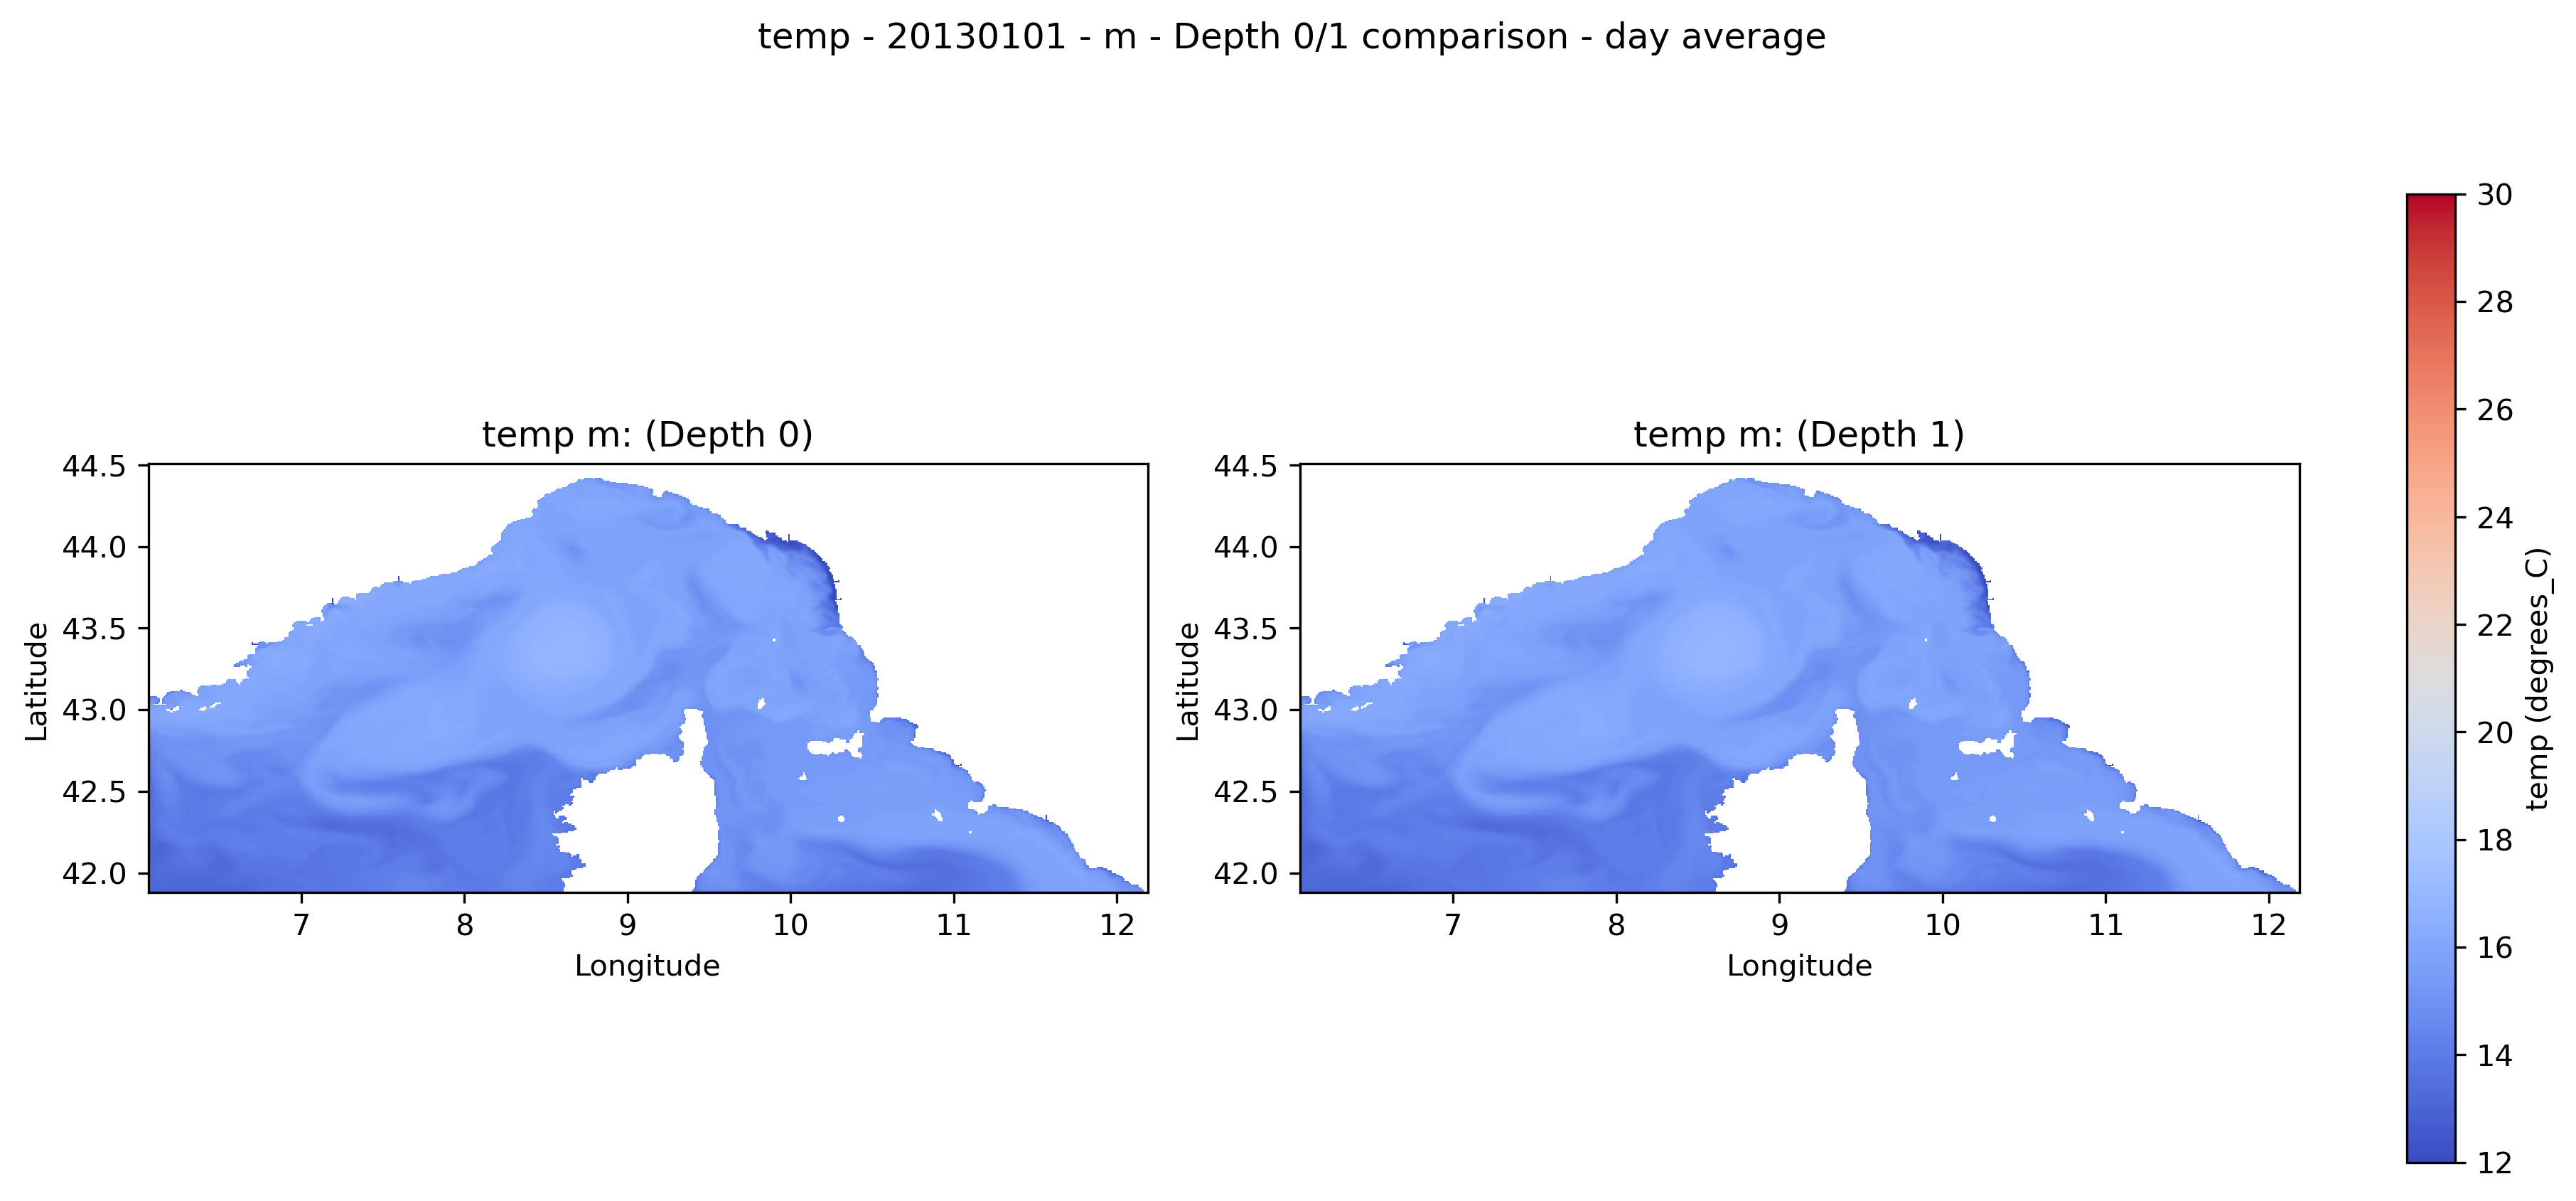 temp - 20130101 - m - Depth 0/1 comparison - day average
temp m: (Depth 0)
44.5
44.0
43.5
43.0
42.5
42.0
Latitude
7 8 9 10 11 12
Longitude
temp m: (Depth 1)
44.5
44.0
43.5
43.0
42.5
42.0
Latitude
7 8 9 10 11 12
Longitude
30
28
26
24
22
20
18
16
14
12
temp (degrees_C)